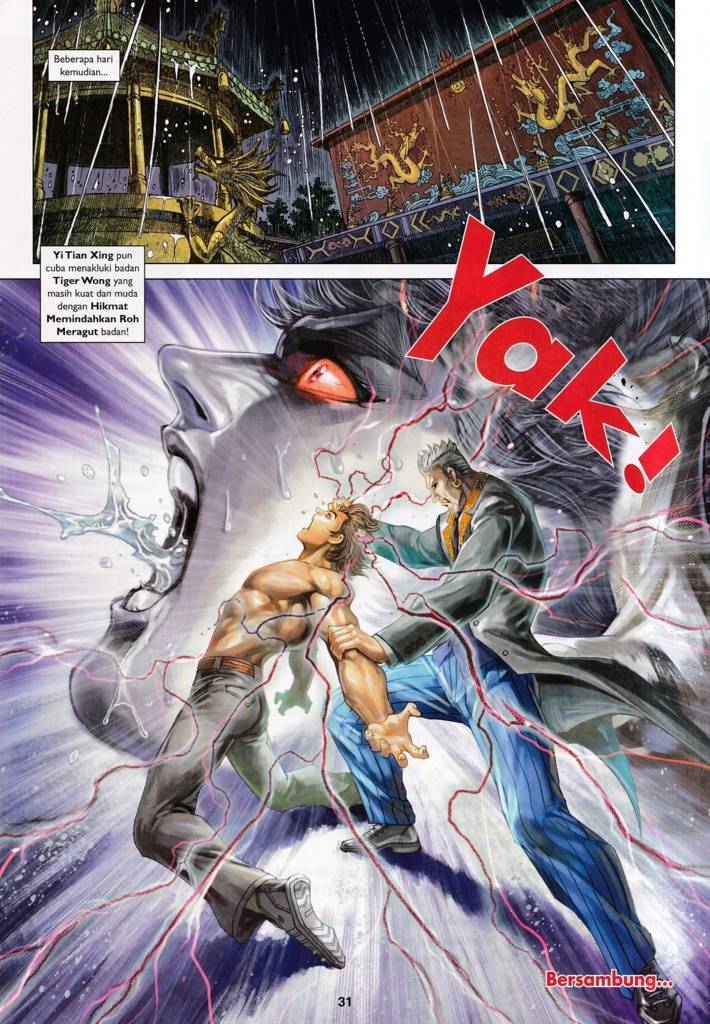 Beberapa hari
kemudian...
Yi Tian Xing pun
cuba menakluki badan
Tiger Wong yang
masih kuat dan muda
dengan Hikmat
Memindahkan Roh
Meragut badan!
Yak!
Bersambung...
31